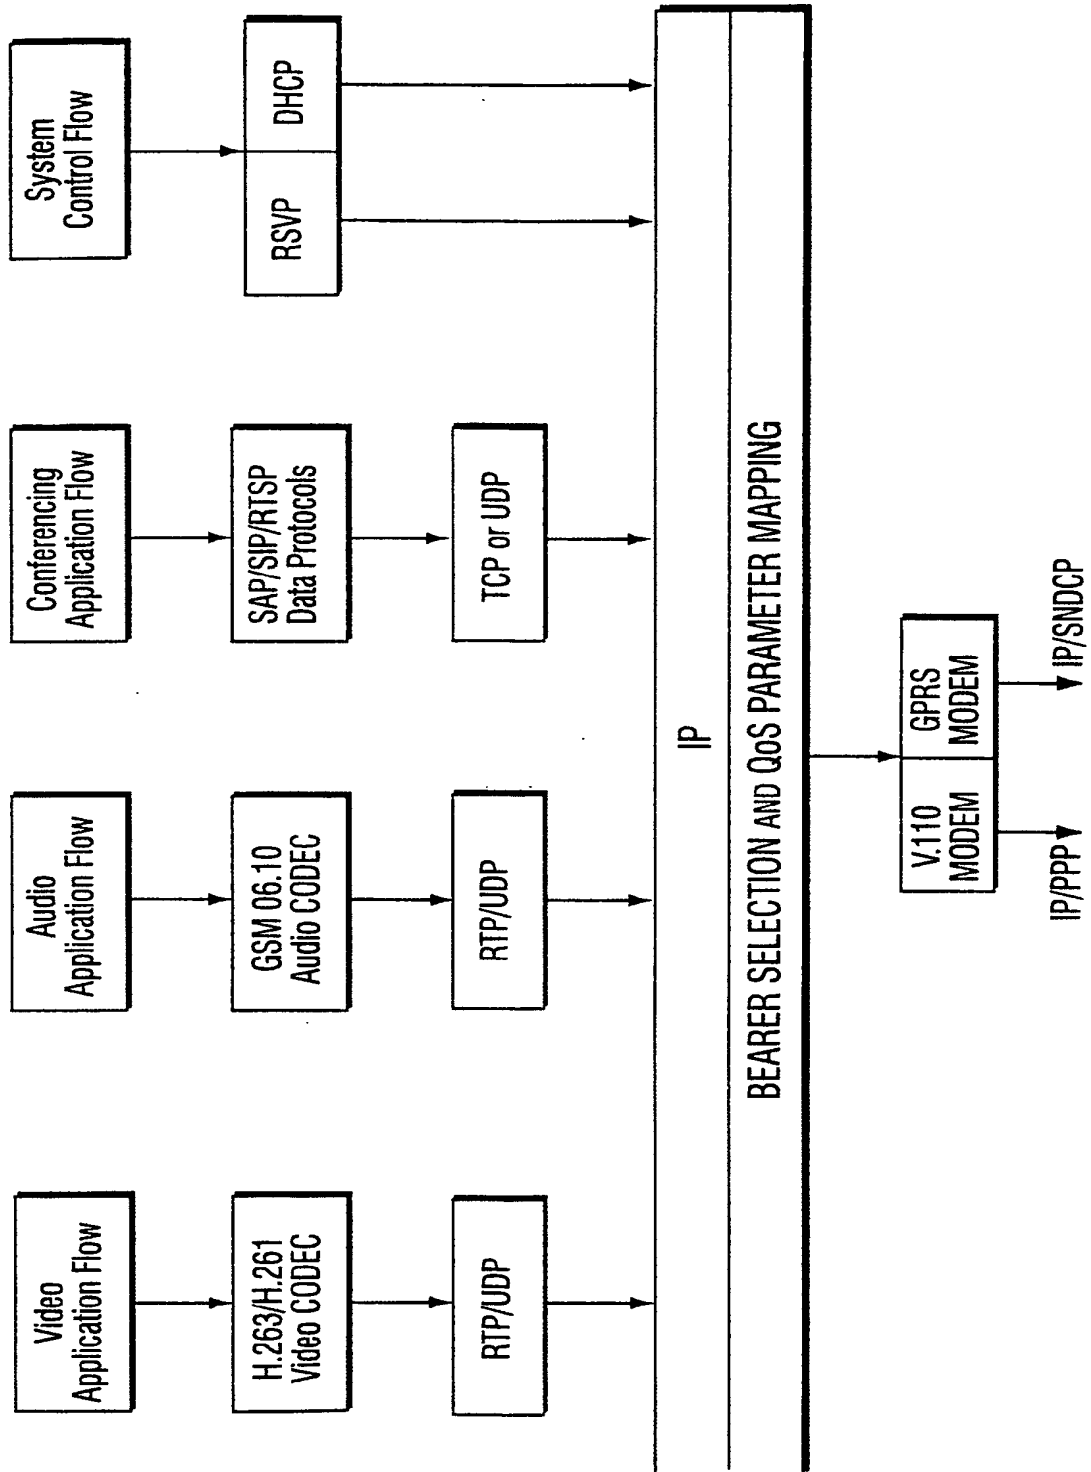 Video
Application Flow
H.263/H.261
Video CODEC
RTP/UDP
Audio
Application Flow
GSM 06.10
Audio CODEC
RTP/UDP
Conferencing
Application Flow
SAP/SIP/RTSP
Data Protocols
TCP or UDP
System
Control Flow
RSVP
DHCP
IP
BEARER SELECTION AND QoS PARAMETER MAPPING
V.110
MODEM
GPRS
MODEM
IP/PPP
IP/SNDCP